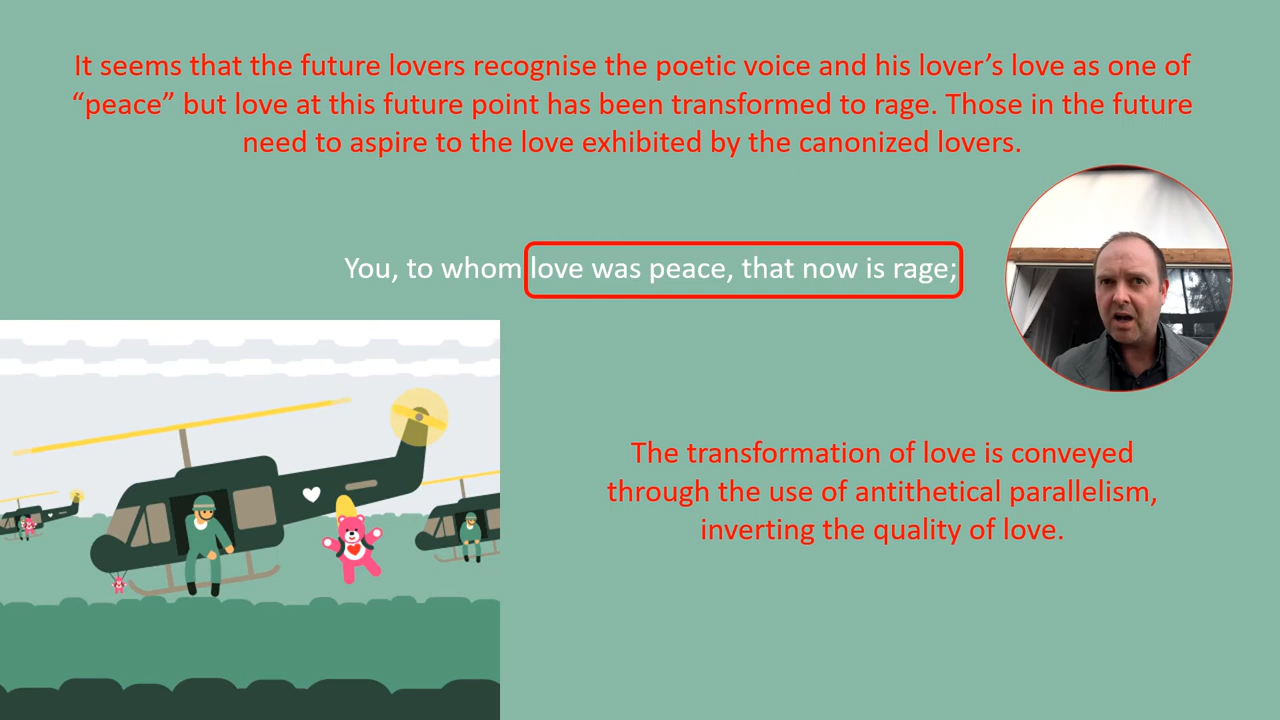 It seems that the future lovers recognise the poetic voice and his lover’s love as one of
“peace” but love at this future point has been transformed to rage. Those in the future
need to aspire to the love exhibited by the canonized lovers.
You, to whom love was peace, that now is rage;
The transformation of love is conveyed
through the use of antithetical parallelism,
inverting the quality of love.